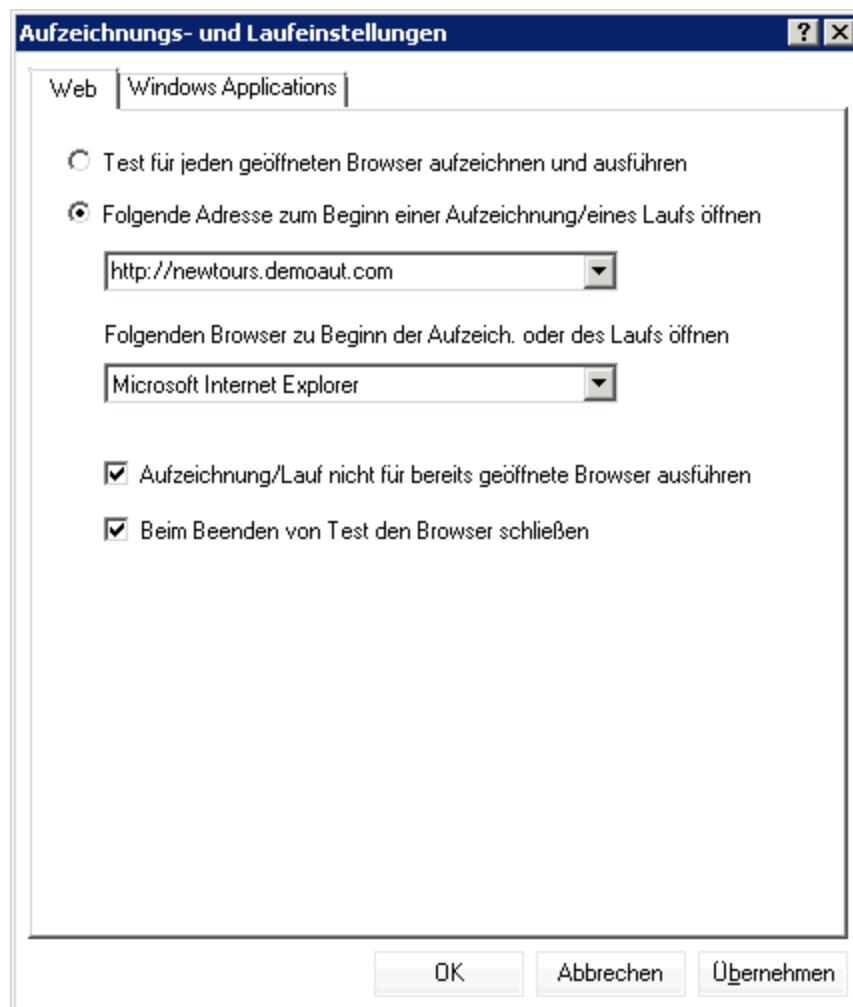 Aufzeichnungs- und Laufeinstellungen
Web
Windows Applications
Test für jeden geöffneten Browser aufzeichnen und ausführen
Folgende Adresse zum Beginn einer Aufzeichnung/eines Laufs öffnen
http://newtours.demoaut.com
Folgenden Browser zu Beginn der Aufzeich. oder des Laufs öffnen
Microsoft Internet Explorer
Aufzeichnung/Lauf nicht für bereits geöffnete Browser ausführen
Beim Beenden von Test den Browser schließen
OK
Abbrechen
Übernehmen